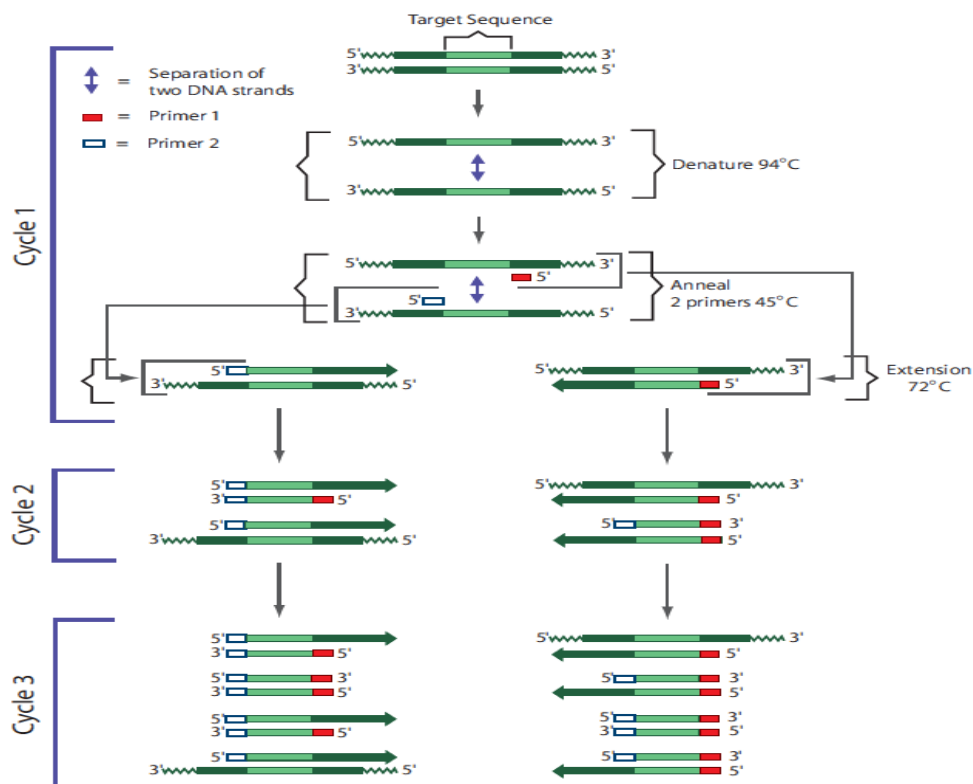 Target Sequence
5' 3'
3' 5'
= Separation of
two DNA strands
= Primer 1
= Primer 2
Cycle 1
5' 3'
Denature 94°C
3' 5'
5' 3'
5'
Anneal
2 primers 45°C
5'
3' 5'
5'
3' 5'
5' 3'
5'
Extension
72°C
Cycle 2
5'
3' 5'
5'
3' 5'
5' 3'
5'
5' 3'
5'
Cycle 3
5'
3' 5'
5' 3'
3' 5'
5'
3' 5'
5'
3' 5'
5' 3'
5'
5' 3'
5'
5' 3'
3' 5'
5' 3'
5'